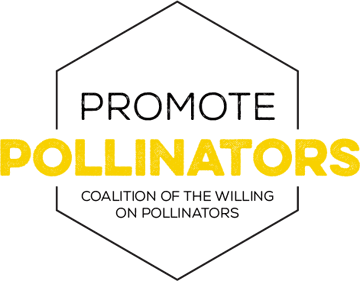 PROMOTE
POLLINATORS
COALITION OF THE WILLING
ON POLLINATORS